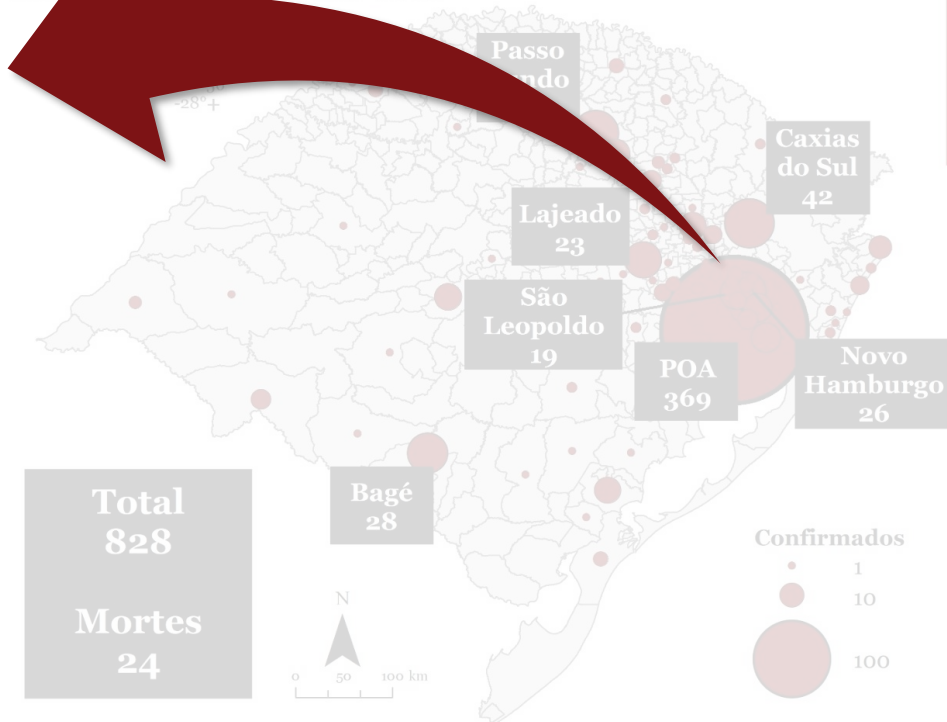 Passo
-28°+
Caxias
do Sul
42
Lajeado
23
São
Leopoldo
19
POA
369
Novo
Hamburgo
26
Bagé
28
Total
828
Mortes
24
Confirmados
1
10
100
N
0 50 100 km